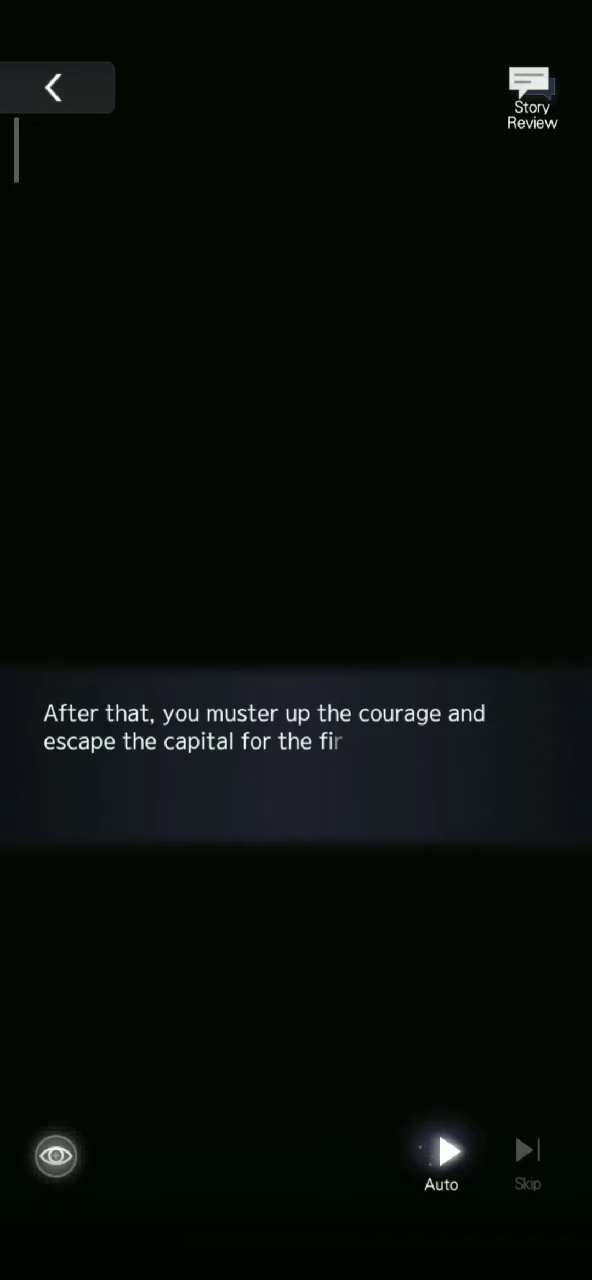 Story
Review
After that, you muster up the courage and
escape the capital for the fir
Auto
Skip